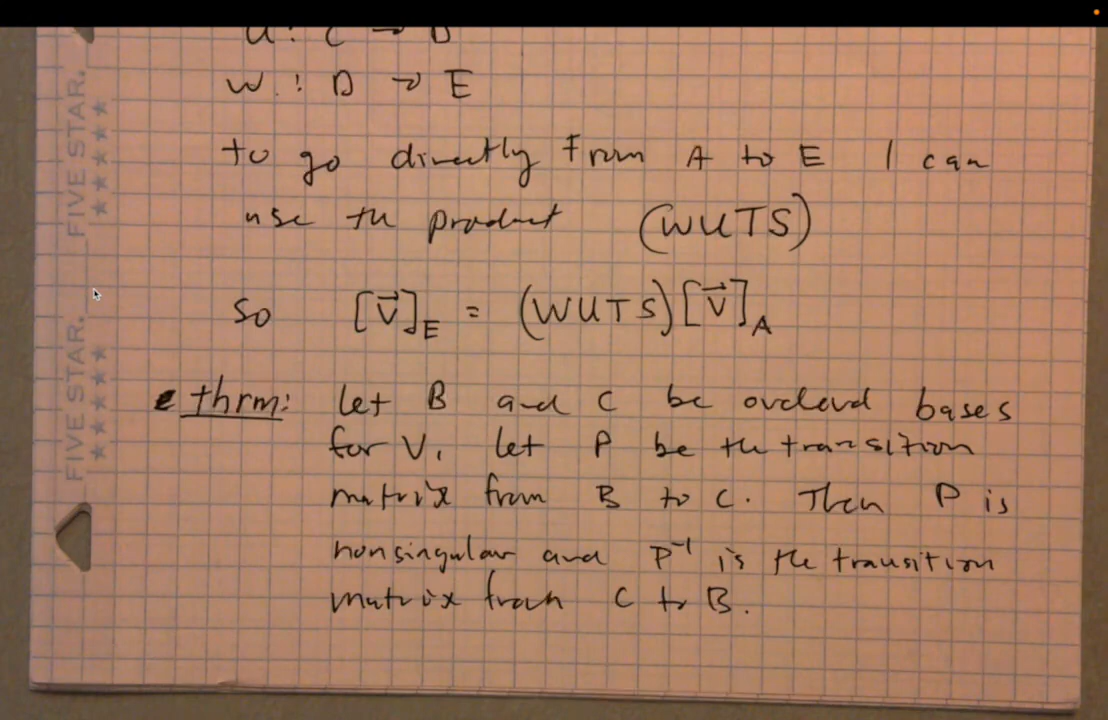 U : C → D
W : D → E
to go directly from A to E I can
use the product (WUTS)
so [v⃗]_E = (WUTS)[v⃗]_A
thrm: Let B and C be ordered bases
for V. Let P be the transition
matrix from B to C. Then P is
nonsingular and P⁻¹ is the transition
matrix from C to B.
FIVE STAR.
★★★★★
FIVE STAR.
★★★★★